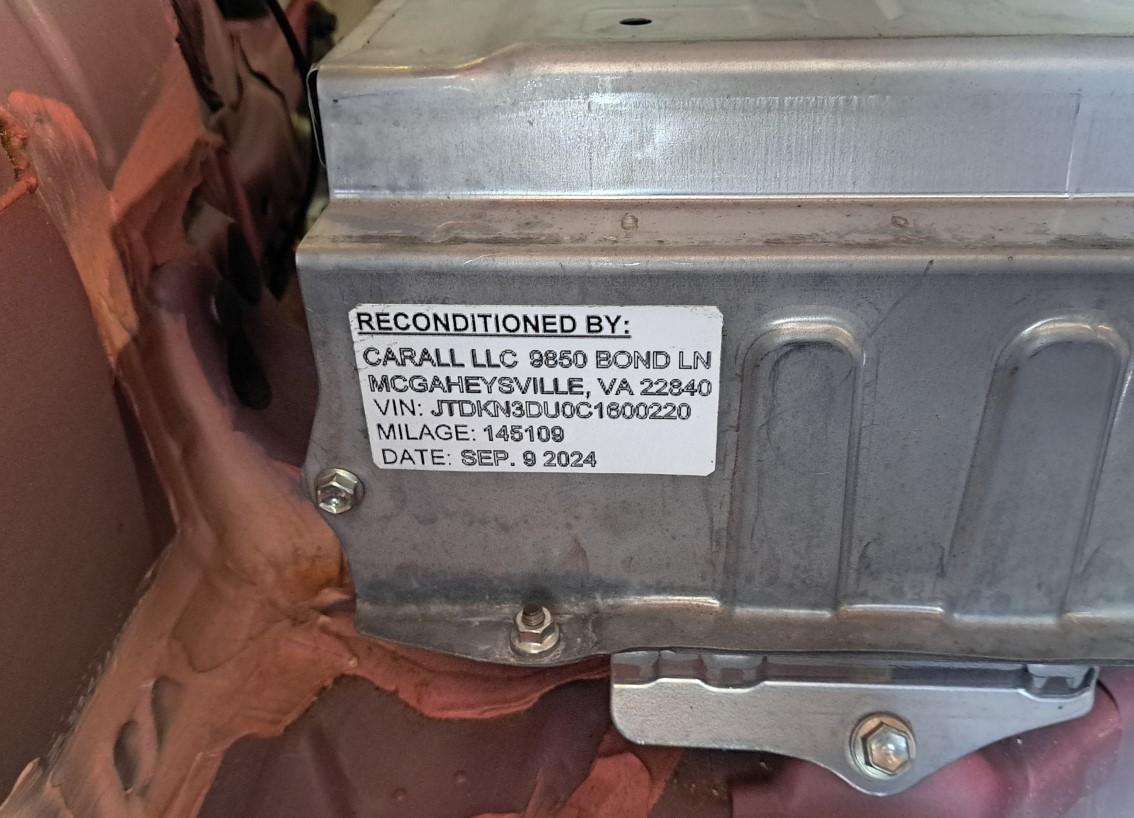 RECONDITIONED BY:
CARALL LLC 9850 BOND LN
MCGAHEYSVILLE, VA 22840
VIN: JTDKN3DU0C1600220
MILAGE: 145109
DATE: SEP. 9 2024